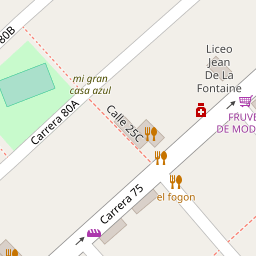 80B
Liceo
Jean
De La
Fontaine
mi gran
casa azul
Carrera 80A
Calle 25C
FRUVE
DE MOD
Carrera 75
el fogon